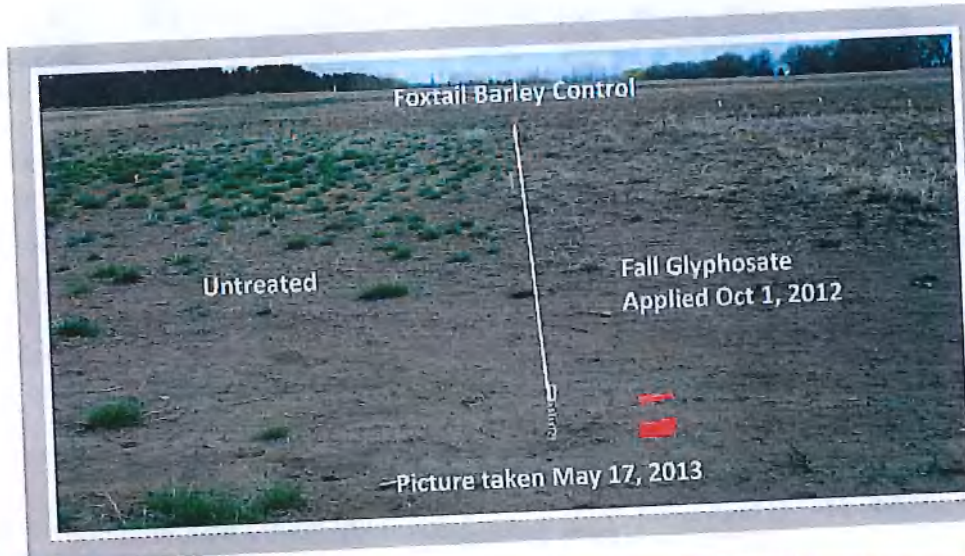 Foxtail Barley Control
Untreated
Fall Glyphosate
Applied Oct 1, 2012
Picture taken May 17, 2013